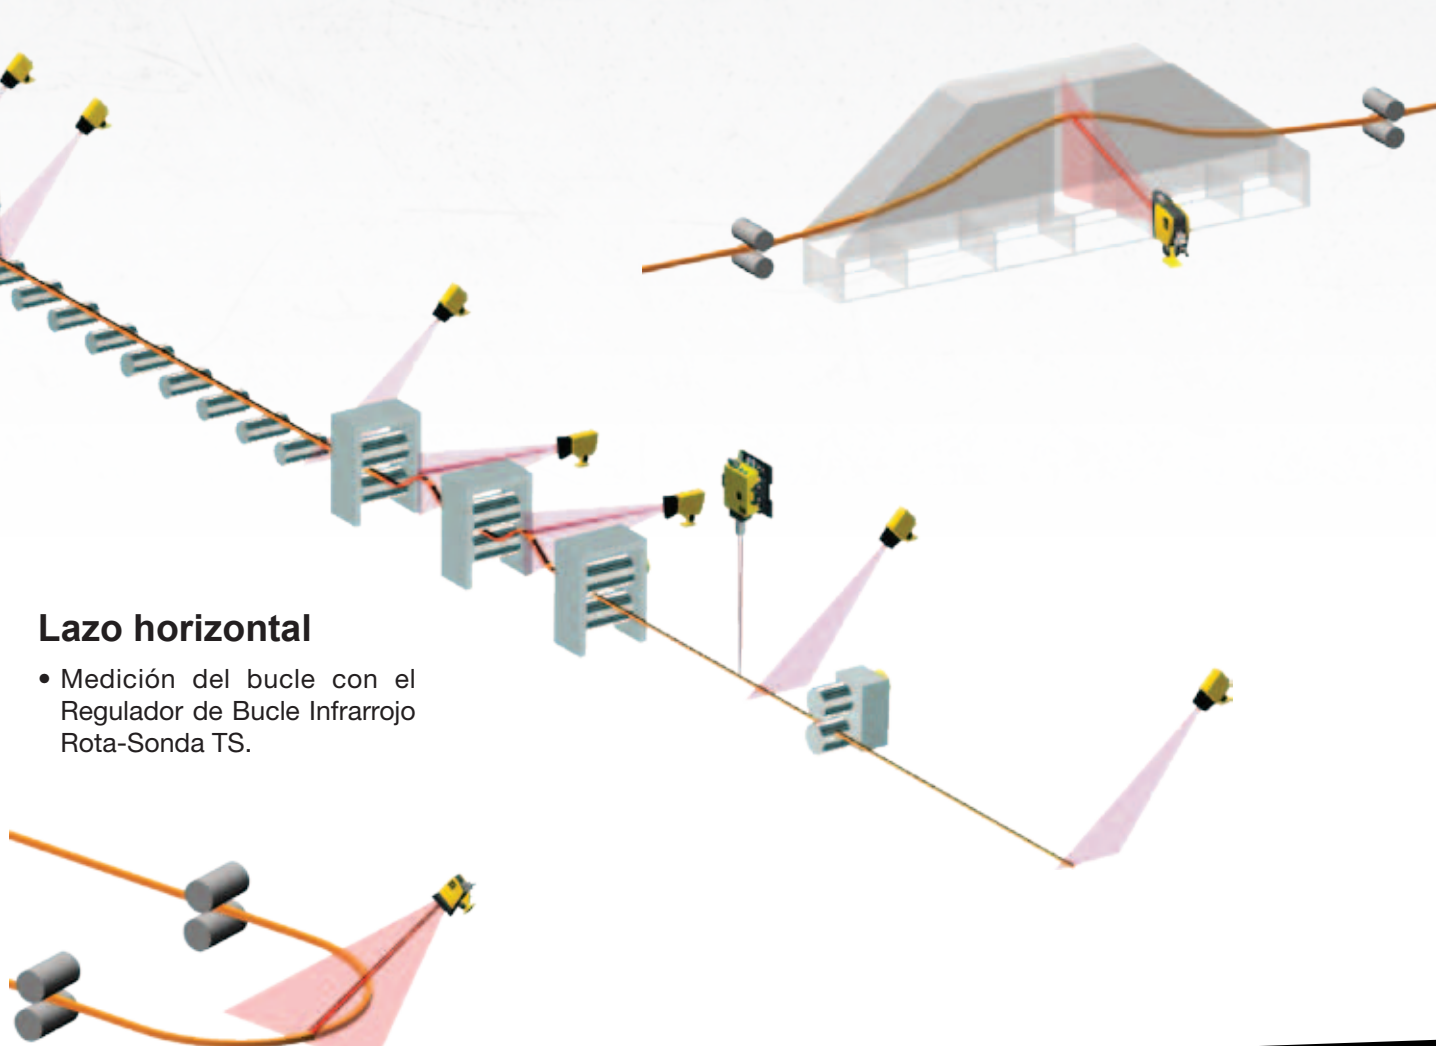 Lazo horizontal
• Medición del bucle con el
Regulador de Bucle Infrarrojo
Rota-Sonda TS.